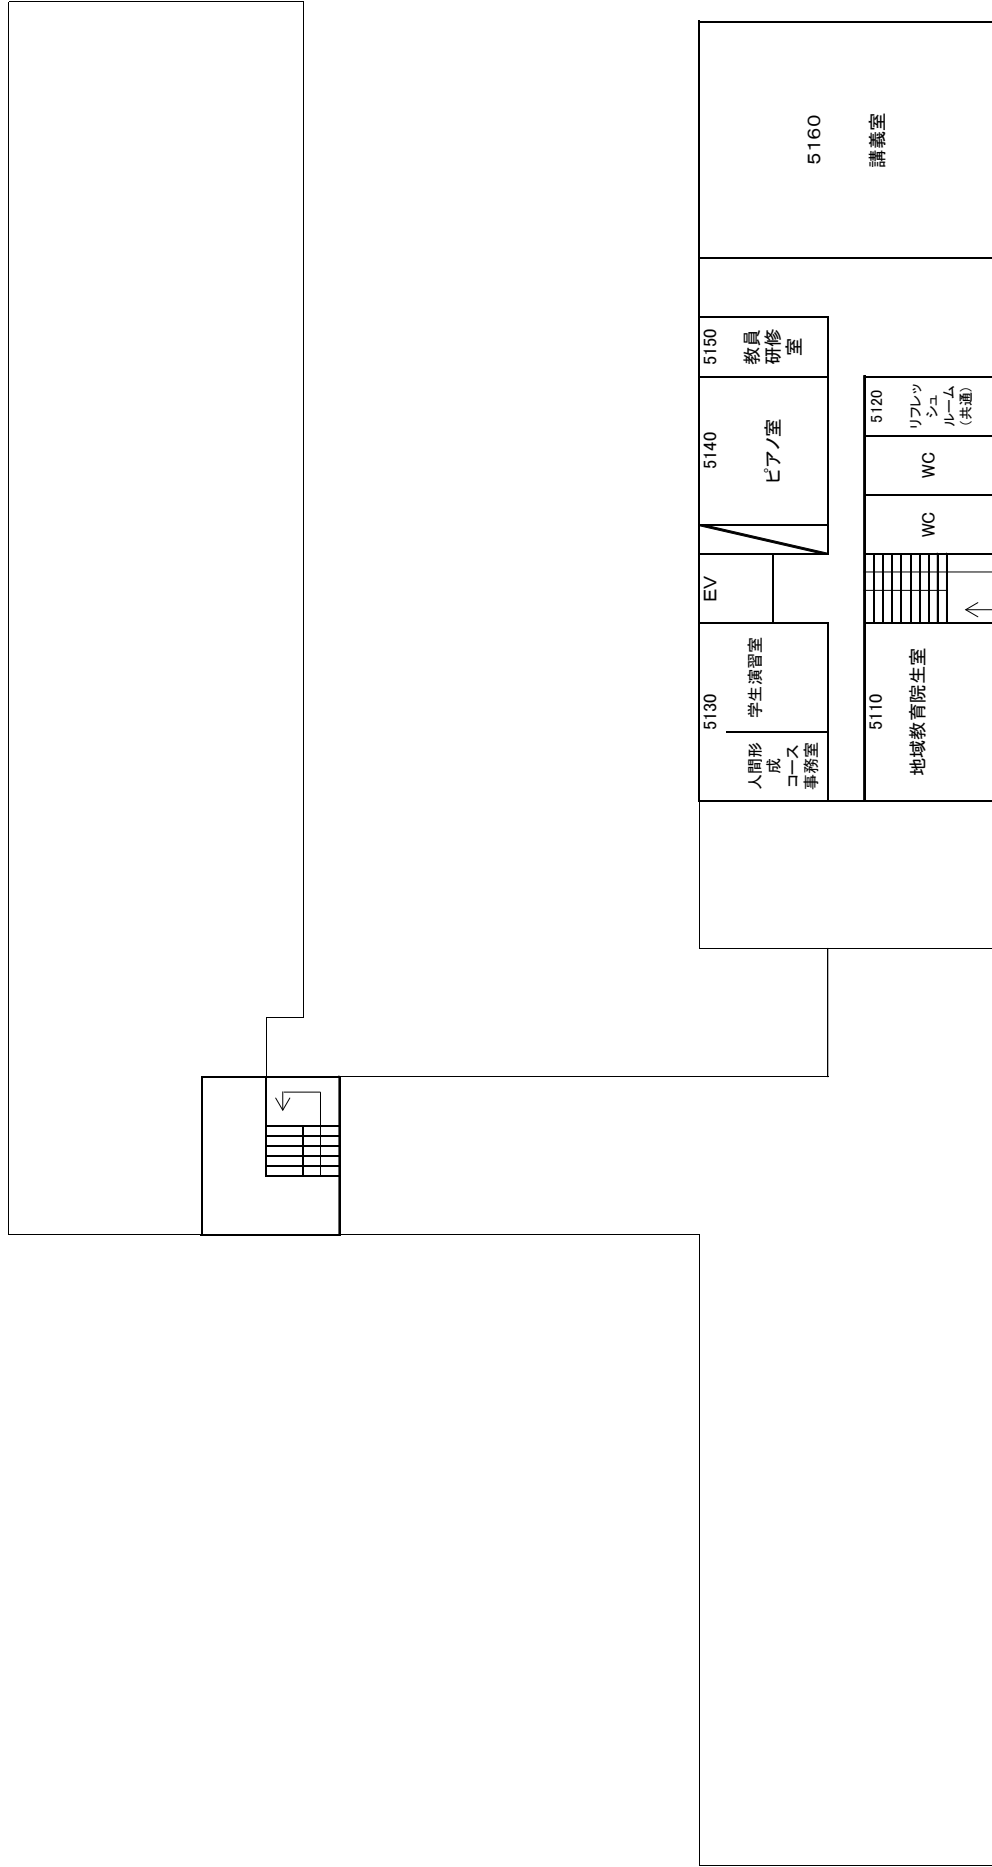 5160
講義室
5150
教員
研修
室
5140
ピアノ室
5120
リフレッ
シュ
ルーム
（共通）
WC
WC
EV
5130
学生演習室
人間形
成
コース
事務室
5110
地域教育院生室